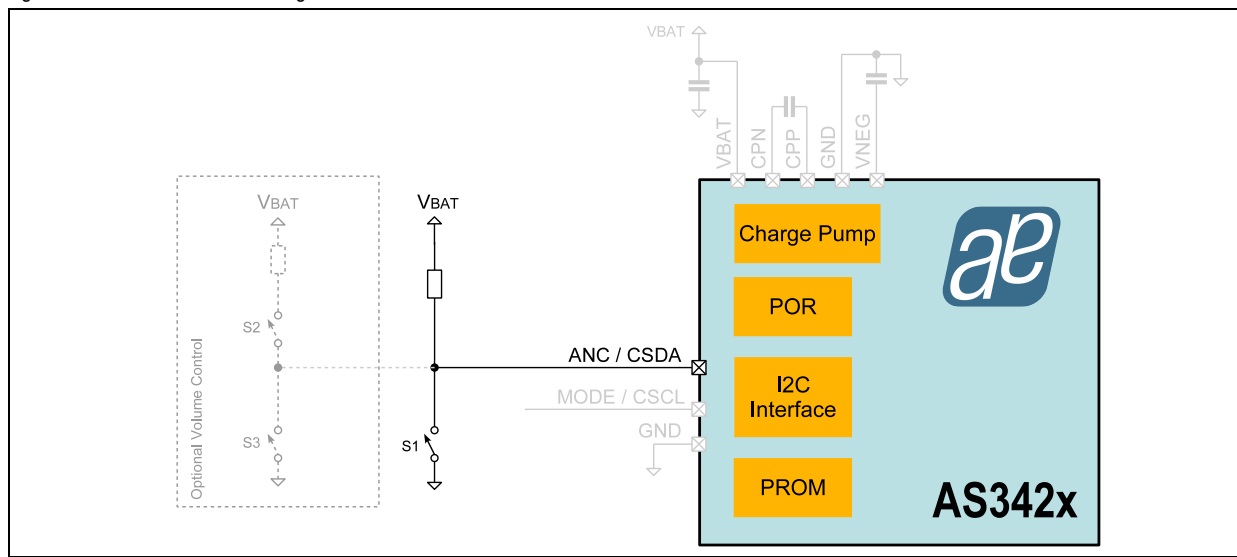 VBAT
VBAT
CPN
CPP
GND
VNEG
VBAT
VBAT
Charge Pump
POR
S2
ANC / CSDA
I2C
Interface
MODE / CSCL
Optional Volume Control
S3
S1
GND
PROM
AS342x